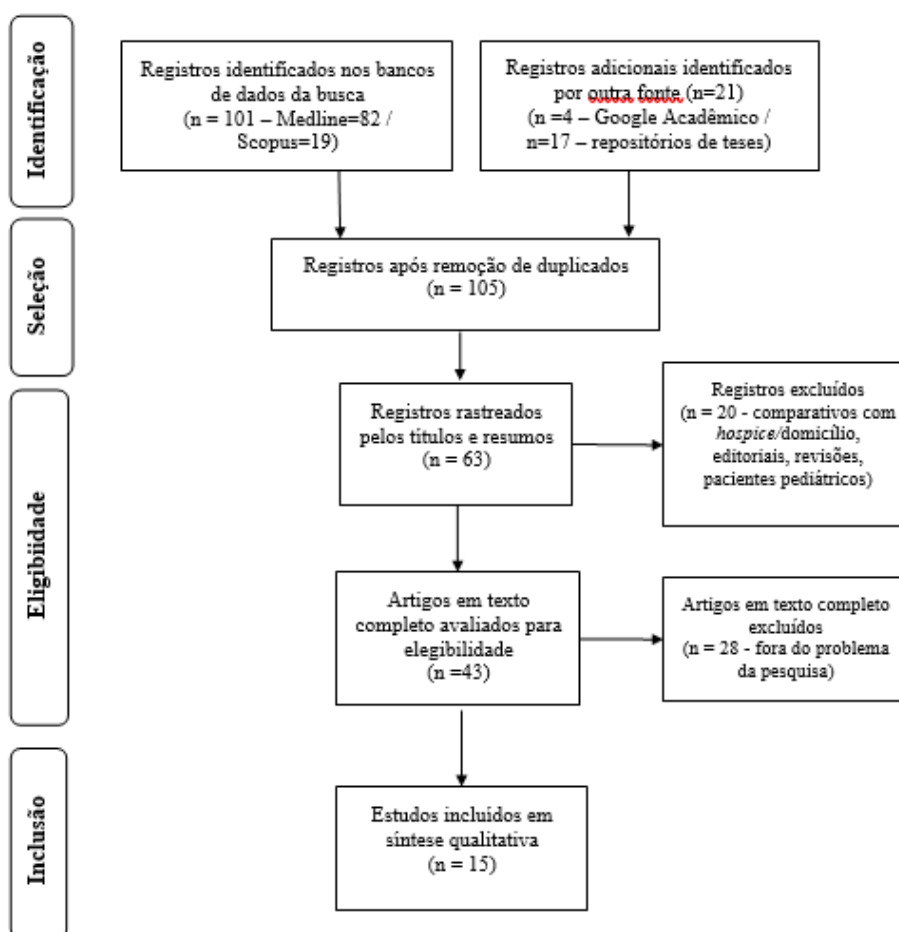 Identificação
Registros identificados nos bancos
de dados da busca
(n = 101 – Medline=82 /
Scopus=19)
Registros adicionais identificados
por outra fonte (n=21)
(n =4 – Google Acadêmico /
n=17 – repositórios de teses)
Seleção
Registros após remoção de duplicados
(n = 105)
Eligibiidade
Registros rastreados
pelos títulos e resumos
(n = 63)
Registros excluídos
(n = 20 - comparativos com
hospice/domicílio,
editoriais, revisões,
pacientes pediátricos)
Artigos em texto
completo avaliados para
elegibilidade
(n =43)
Artigos em texto completo
excluídos
(n = 28 - fora do problema
da pesquisa)
Inclusão
Estudos incluídos em
síntese qualitativa
(n = 15)